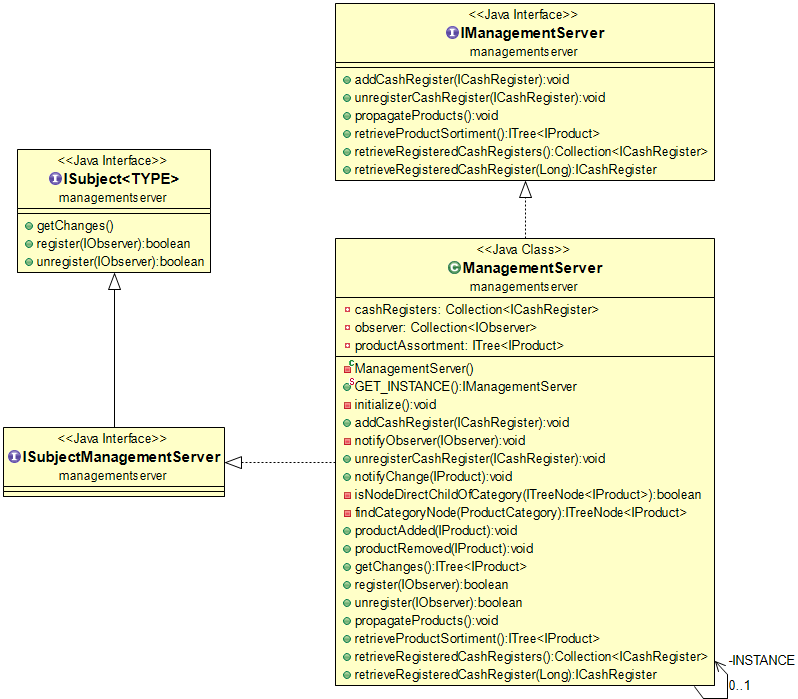 <<Java Interface>>
IManagementServer
managementserver
addCashRegister(ICashRegister):void
unregisterCashRegister(ICashRegister):void
propagateProducts():void
retrieveProductSortiment():ITree<IProduct>
retrieveRegisteredCashRegisters():Collection<ICashRegister>
retrieveRegisteredCashRegister(Long):ICashRegister
<<Java Interface>>
ISubject<TYPE>
managementserver
getChanges()
register(IObserver):boolean
unregister(IObserver):boolean
<<Java Interface>>
ISubjectManagementServer
managementserver
<<Java Class>>
ManagementServer
managementserver
cashRegisters: Collection<ICashRegister>
observer: Collection<IObserver>
productAssortment: ITree<IProduct>
ManagementServer()
GET_INSTANCE():IManagementServer
initialize():void
addCashRegister(ICashRegister):void
notifyObserver(IObserver):void
unregisterCashRegister(ICashRegister):void
notifyChange(IProduct):void
isNodeDirectChildOfCategory(ITreeNode<IProduct>):boolean
findCategoryNode(ProductCategory):ITreeNode<IProduct>
productAdded(IProduct):void
productRemoved(IProduct):void
getChanges():ITree<IProduct>
register(IObserver):boolean
unregister(IObserver):boolean
propagateProducts():void
retrieveProductSortiment():ITree<IProduct>
retrieveRegisteredCashRegisters():Collection<ICashRegister>
retrieveRegisteredCashRegister(Long):ICashRegister
-INSTANCE
0..1